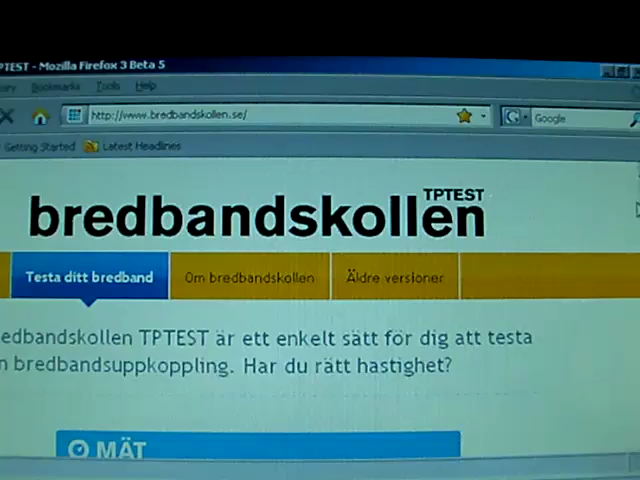 PTEST - Mozilla Firefox 3 Beta 5
Bookmarks Tools Help
http://www.bredbandskollen.se/
G Google
Getting Started Latest Headlines
TPTEST
bredbandskollen
Testa ditt bredband Om bredbandskollen Äldre versioner
edbandskollen TPTEST är ett enkelt sätt för dig att testa
n bredbandsuppkoppling. Har du rätt hastighet?
MÄT